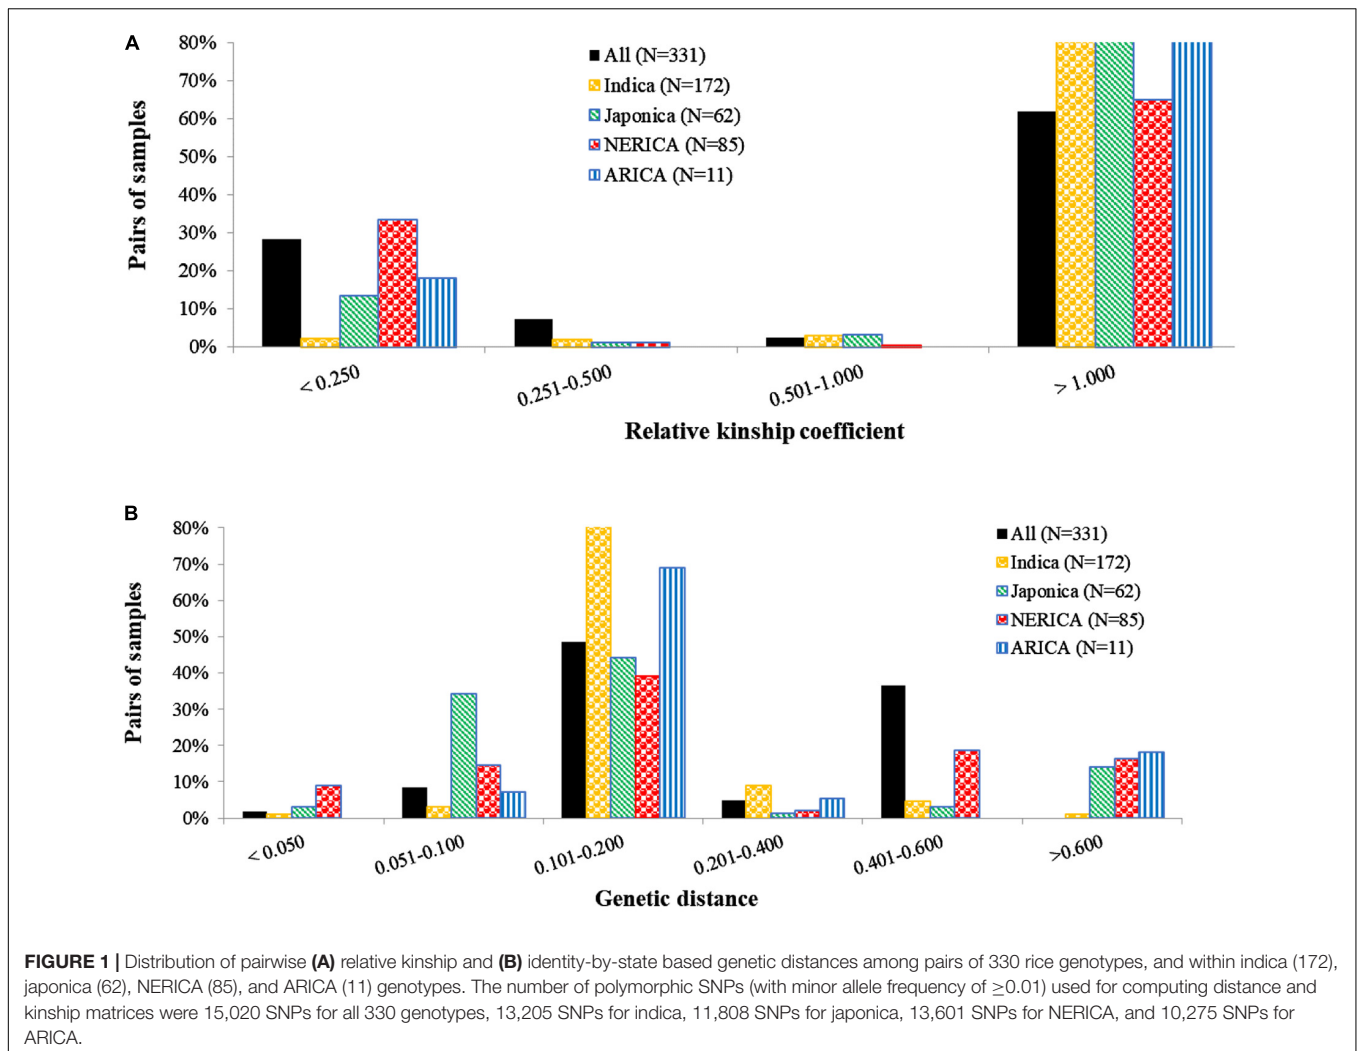 A
80%
70%
60%
50%
40%
30%
20%
10%
0%
Pairs of samples
All (N=331)
Indica (N=172)
Japonica (N=62)
NERICA (N=85)
ARICA (N=11)
< 0.250
0.251-0.500
0.501-1.000
> 1.000
Relative kinship coefficient
B
80%
70%
60%
50%
40%
30%
20%
10%
0%
Pairs of samples
All (N=331)
Indica (N=172)
Japonica (N=62)
NERICA (N=85)
ARICA (N=11)
< 0.050
0.051-0.100
0.101-0.200
0.201-0.400
0.401-0.600
>0.600
Genetic distance
FIGURE 1 | Distribution of pairwise (A) relative kinship and (B) identity-by-state based genetic distances among pairs of 330 rice genotypes, and within indica (172),
japonica (62), NERICA (85), and ARICA (11) genotypes. The number of polymorphic SNPs (with minor allele frequency of ≥0.01) used for computing distance and
kinship matrices were 15,020 SNPs for all 330 genotypes, 13,205 SNPs for indica, 11,808 SNPs for japonica, 13,601 SNPs for NERICA, and 10,275 SNPs for
ARICA.